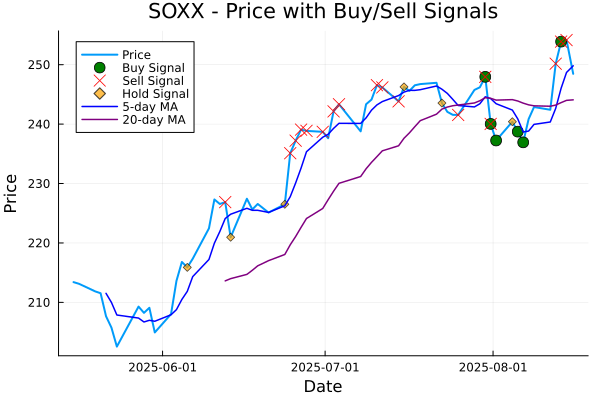 SOXX - Price with Buy/Sell Signals
Price
Buy Signal
Sell Signal
Hold Signal
5-day MA
20-day MA
250
240
230
220
210
Price
2025-06-01
2025-07-01
2025-08-01
Date